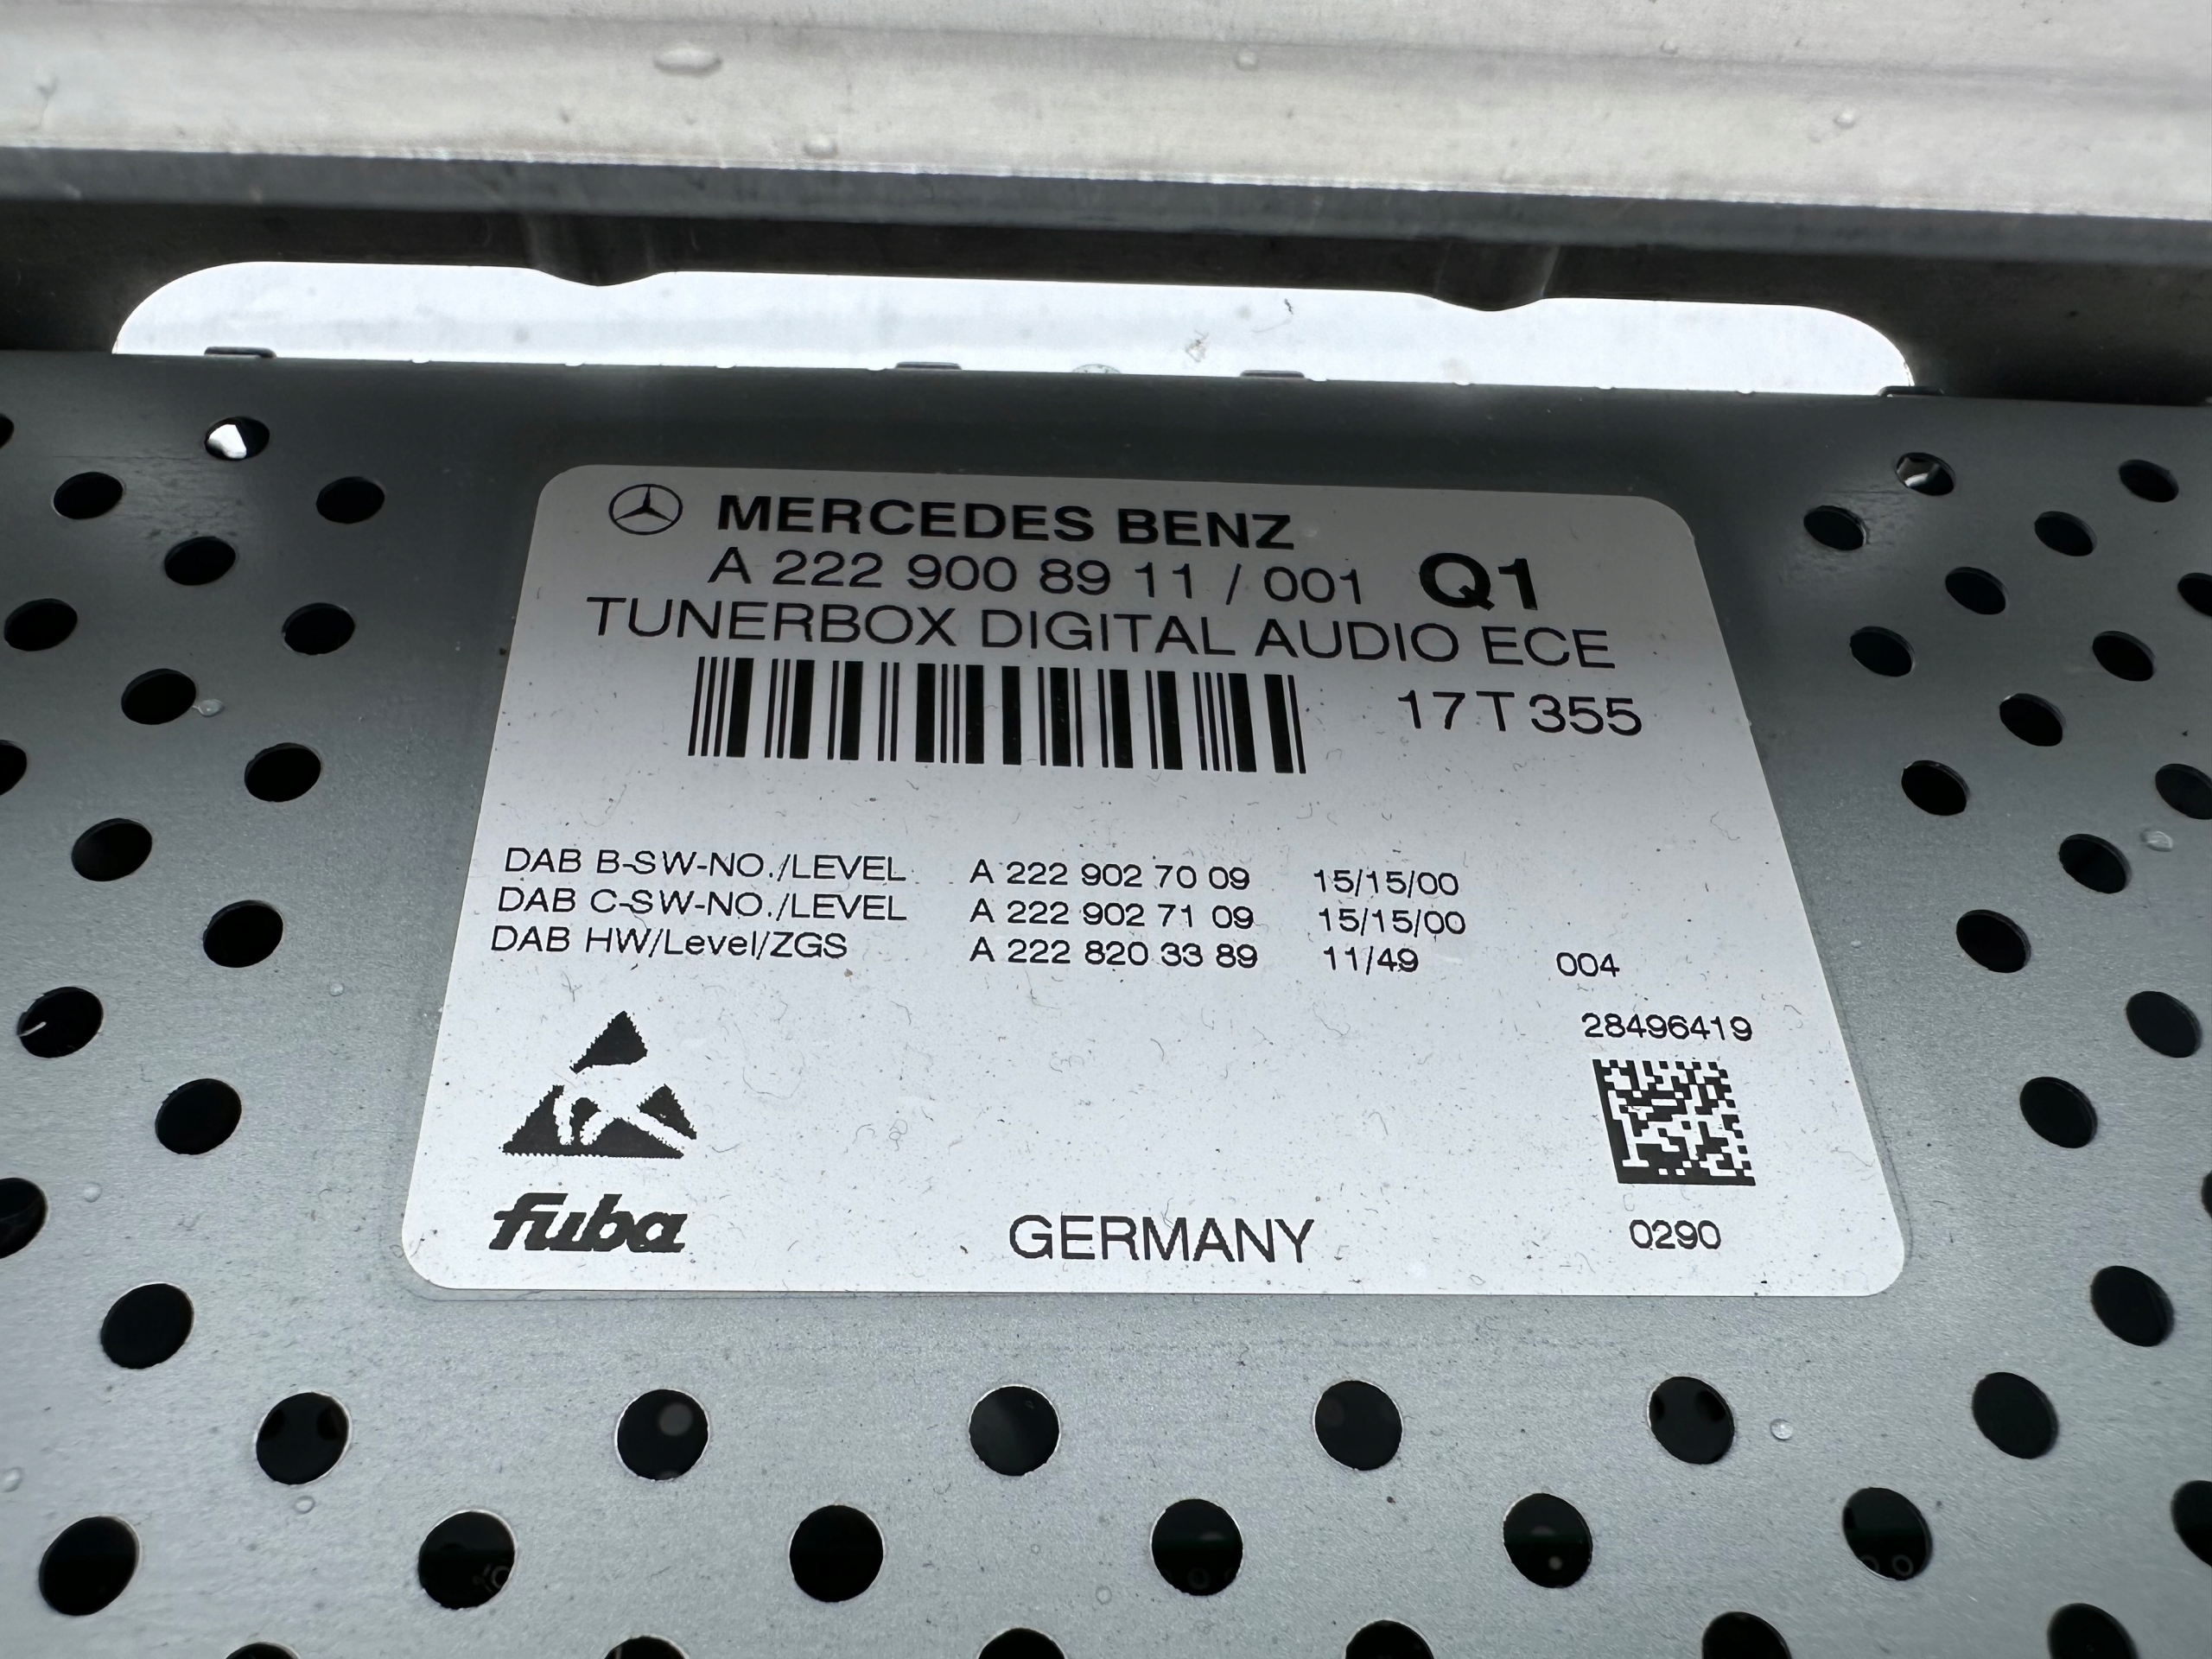 MERCEDES BENZ
A 222 900 89 11 / 001 Q1
TUNERBOX DIGITAL AUDIO ECE
17T355
DAB B-SW-NO./LEVEL A 222 902 70 09 15/15/00
DAB C-SW-NO./LEVEL A 222 902 71 09 15/15/00
DAB HW/Level/ZGS A 222 820 33 89 11/49 004
28496419
fuba GERMANY 0290